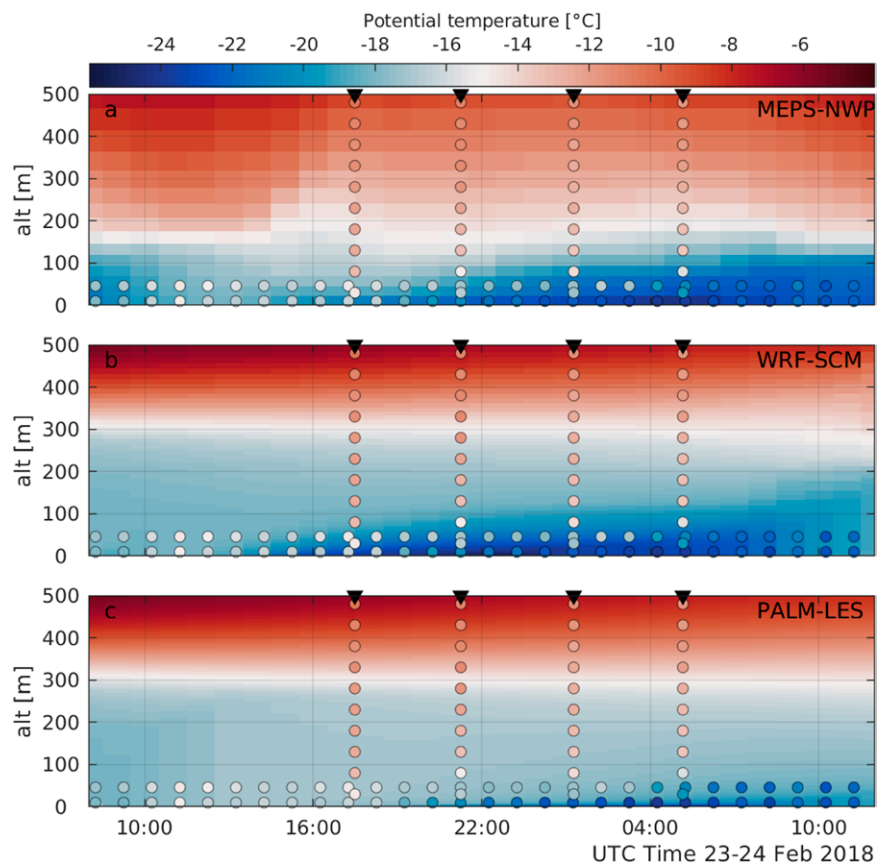 Potential temperature [°C]
-24 -22 -20 -18 -16 -14 -12 -10 -8 -6
500 a MEPS-NWP
400
300
alt [m]
200
100
0
500 b WRF-SCM
400
300
alt [m]
200
100
0
500 c PALM-LES
400
300
alt [m]
200
100
0
10:00 16:00 22:00 04:00 10:00
UTC Time 23-24 Feb 2018